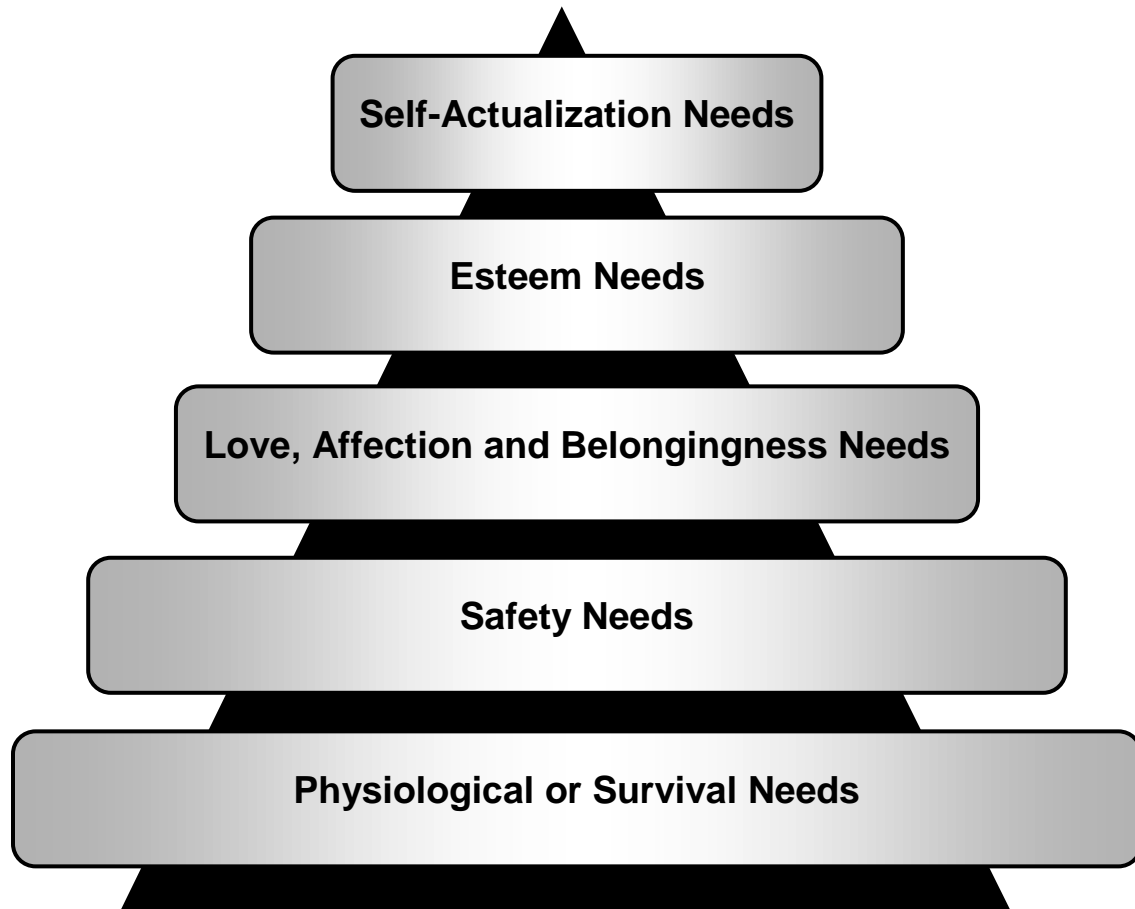 Self-Actualization Needs
Esteem Needs
Love, Affection and Belongingness Needs
Safety Needs
Physiological or Survival Needs